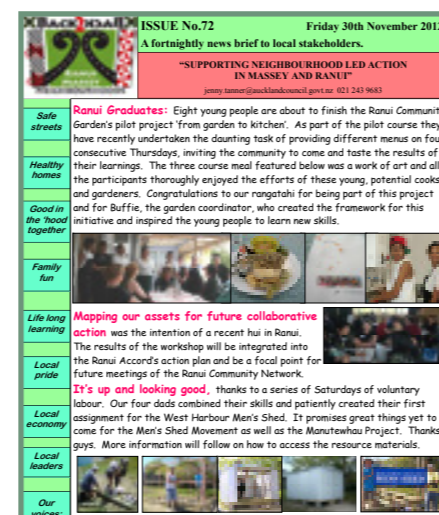 ISSUE No.72
Friday 30th November 2012
A fortnightly news brief to local stakeholders.
"SUPPORTING NEIGHBOURHOOD LED ACTION
IN MASSEY AND RANUI"
jenny.tanner@aucklandcouncil.govt.nz 021 243 9683
Safe
streets
Healthy
homes
Good in
the 'hood
together
Family
fun
Life long
learning
Local
pride
Local
economy
Local
leaders
Our
voices:
Ranui Graduates: Eight young people are about to finish the Ranui Communit
Garden's pilot project 'from garden to kitchen'. As part of the pilot course they
have recently undertaken the daunting task of providing different menus on fou
consecutive Thursdays, inviting the community to come and taste the results of
their learnings. The three course meal featured below was a work of art and all
the participants thoroughly enjoyed the efforts of these young, potential cooks
and gardeners. Congratulations to our rangatahi for being part of this project
and for Buffie, the garden coordinator, who created the framework for this
initiative and inspired the young people to learn new skills.
Mapping our assets for future collaborative
action was the intention of a recent hui in Ranui.
The results of the workshop will be integrated into
the Ranui Accord's action plan and be a focal point for
future meetings of the Ranui Community Network.
It's up and looking good, thanks to a series of Saturdays of voluntary
labour. Our four dads combined their skills and patiently created their first
assignment for the West Harbour Men's Shed. It promises great things yet to
come for the Men's Shed Movement as well as the Manutewhau Project. Thanks
guys. More information will follow on how to access the resource materials.